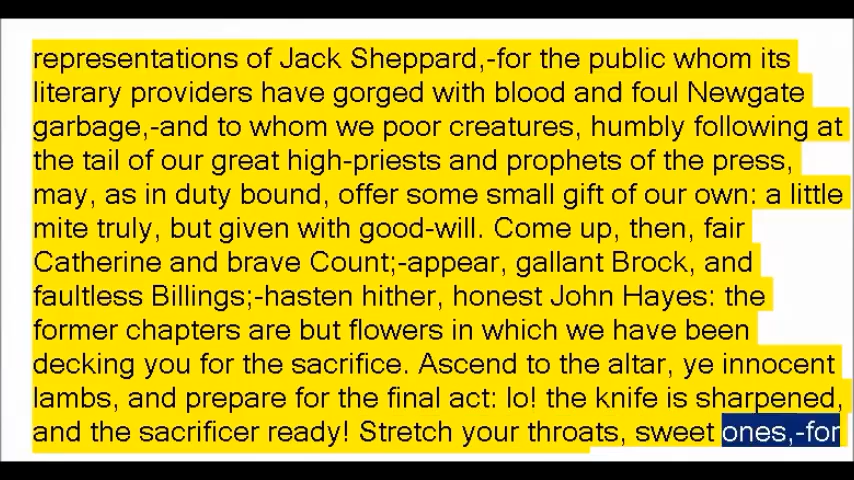 representations of Jack Sheppard,-for the public whom its
literary providers have gorged with blood and foul Newgate
garbage,-and to whom we poor creatures, humbly following at
the tail of our great high-priests and prophets of the press,
may, as in duty bound, offer some small gift of our own: a little
mite truly, but given with good-will. Come up, then, fair
Catherine and brave Count;-appear, gallant Brock, and
faultless Billings;-hasten hither, honest John Hayes: the
former chapters are but flowers in which we have been
decking you for the sacrifice. Ascend to the altar, ye innocent
lambs, and prepare for the final act: lo! the knife is sharpened,
and the sacrificer ready! Stretch your throats, sweet ones,-for